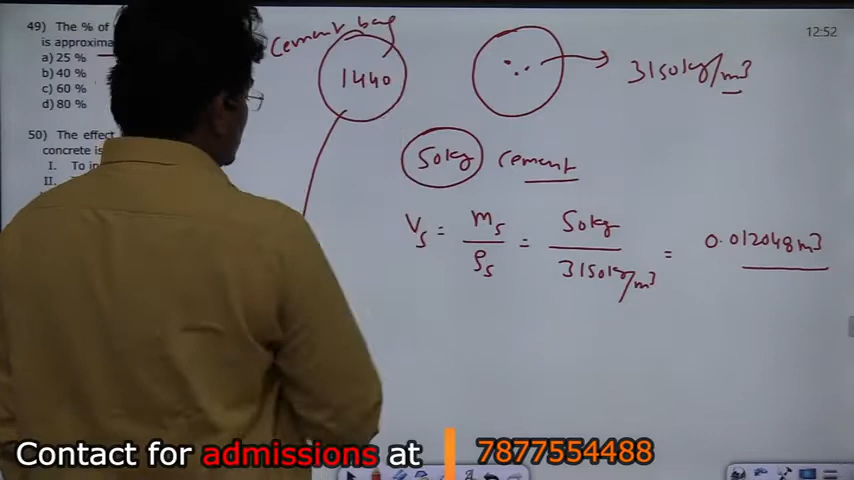 49) The % of
is approxima
a) 25 %
b) 40 %
c) 60 %
d) 80 %
50) The effect
concrete is
I. To in
II.
Cement bag
1440
3150kg/m3
12:52
50kg cement
Vs = ms/ρs = 50kg/3150kg/m3 = 0.012048m3
Contact for admissions at 7877554488